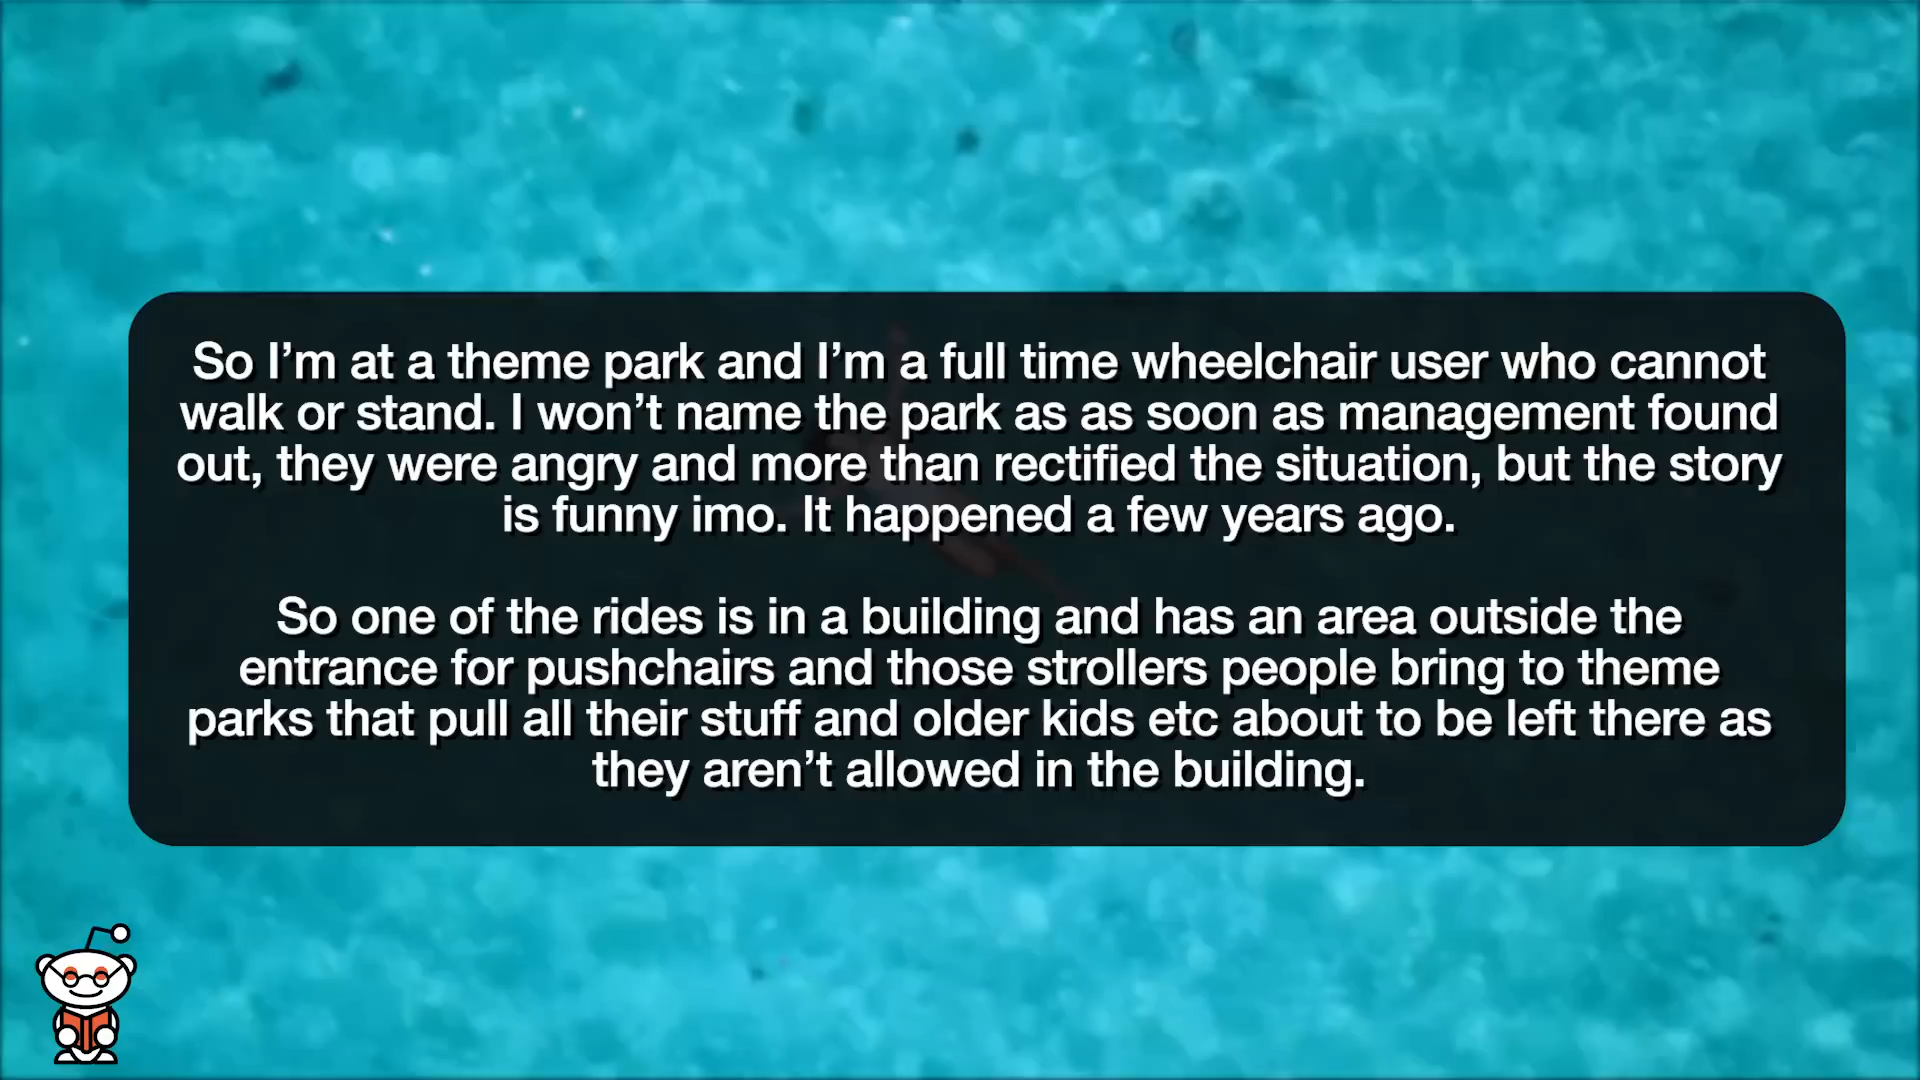 So I’m at a theme park and I’m a full time wheelchair user who cannot
walk or stand. I won’t name the park as as soon as management found
out, they were angry and more than rectified the situation, but the story
is funny imo. It happened a few years ago.
So one of the rides is in a building and has an area outside the
entrance for pushchairs and those strollers people bring to theme
parks that pull all their stuff and older kids etc about to be left there as
they aren’t allowed in the building.